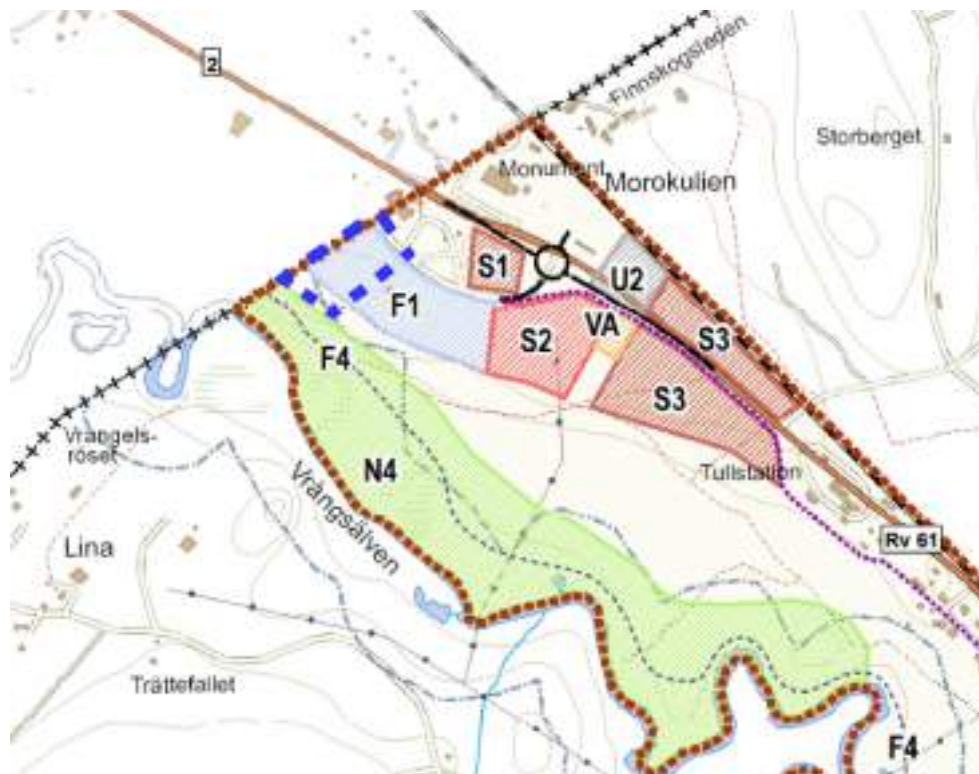 2
Finnskogsleden
Storberget
Monument
Morokulien
S1
U2
F1
S2
VA
S3
F4
S3
Vrangels-
röset
N4
Tullstation
Vrångsälven
Rv 61
Lina
Trättefallet
F4